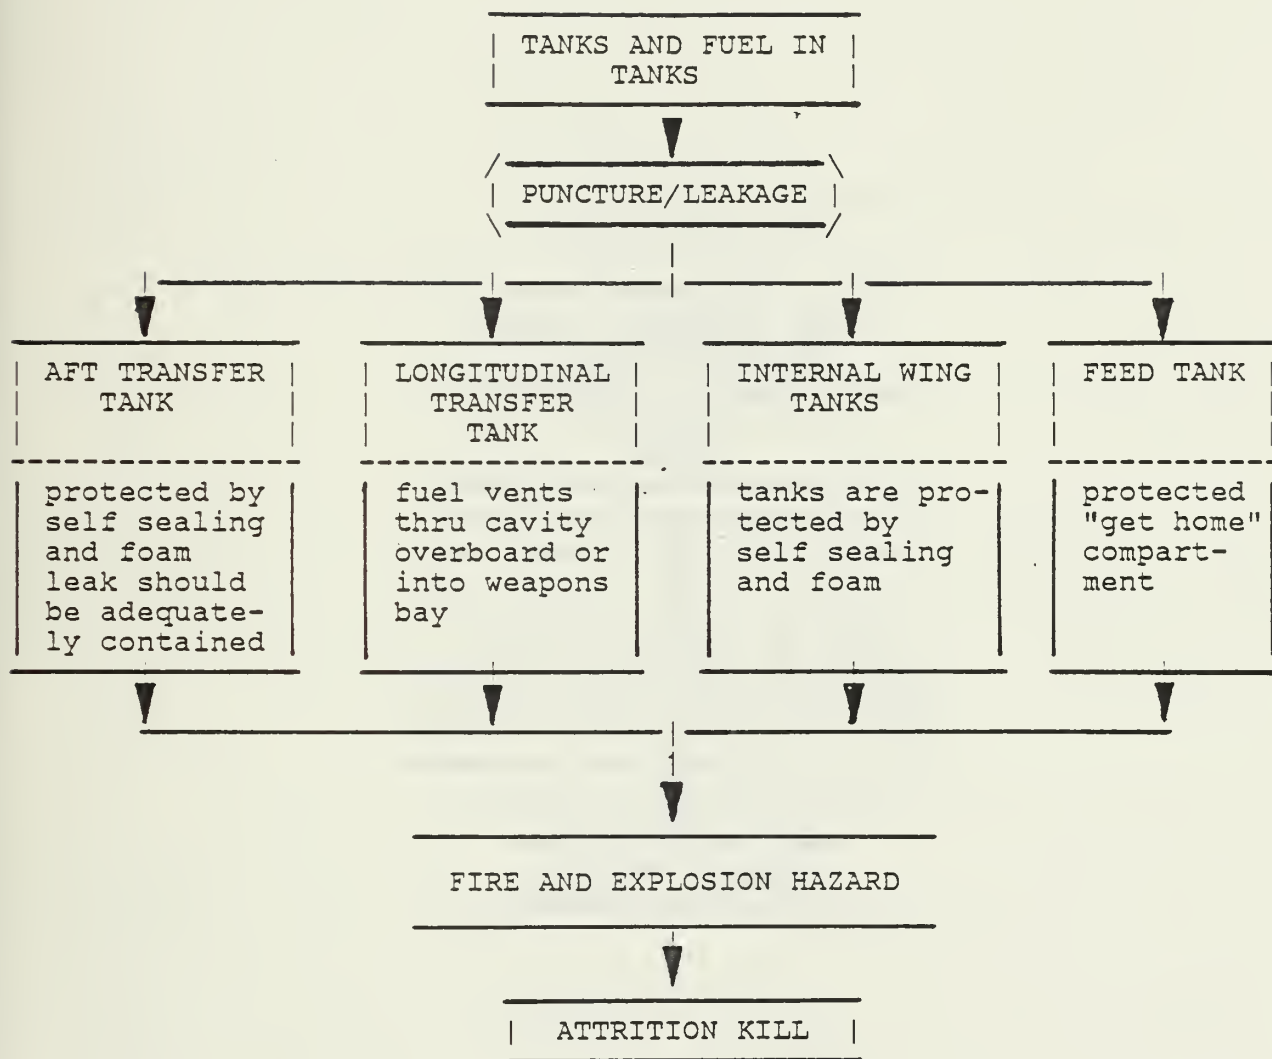 TANKS AND FUEL IN
TANKS
PUNCTURE/LEAKAGE
AFT TRANSFER
TANK
protected by
self sealing
and foam
leak should
be adequate-
ly contained
LONGITUDINAL
TRANSFER
TANK
fuel vents
thru cavity
overboard or
into weapons
bay
INTERNAL WING
TANKS
tanks are pro-
tected by
self sealing
and foam
FEED TANK
protected
"get home"
compart-
ment
FIRE AND EXPLOSION HAZARD
ATTRITION KILL